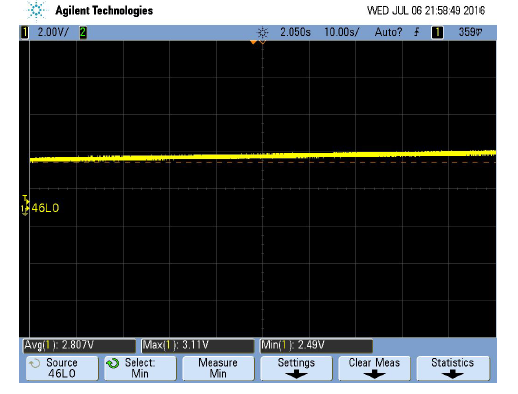 Agilent Technologies
WED JUL 06 21:58:49 2016
1 2.00V/ 2 2.050s 10.00s/ Auto? 1 359
46L0
Avg(1): 2.807V Max(1): 3.11V Min(1): 2.49V
Source
46L0
Select:
Min
Measure
Min
Settings
Clear Meas
Statistics